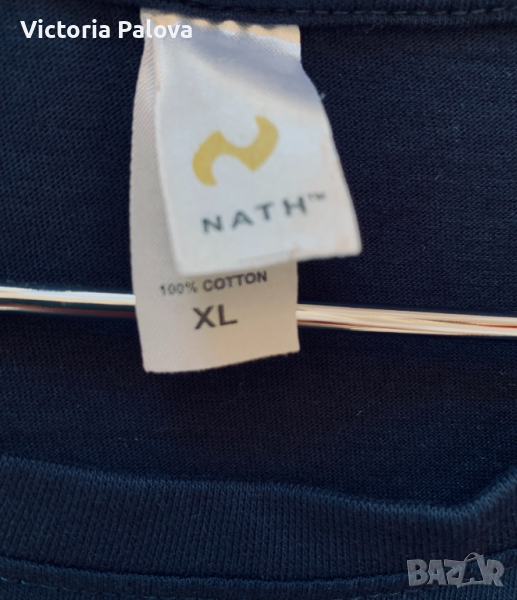 Victoria Palova
NATH™
100% COTTON
XL
BAZAR